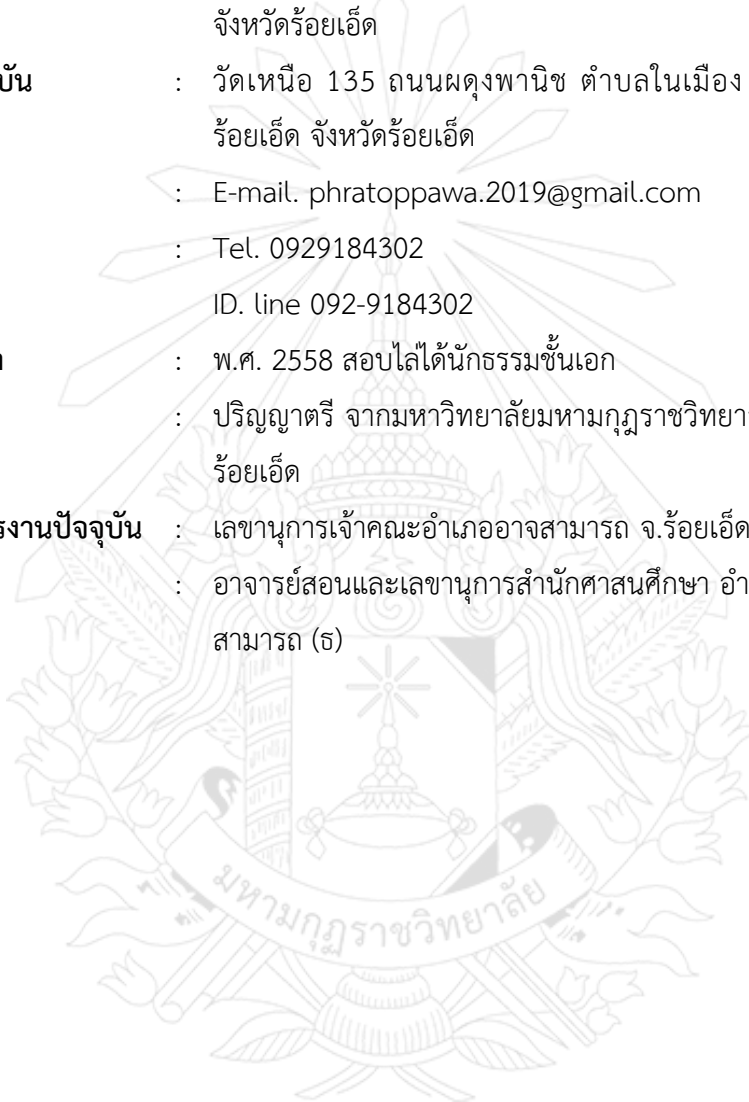 จังหวัดร้อยเอ็ด
บัน : วัดเหนือ 135 ถนนผดุงพานิช ตำบลในเมือง
ร้อยเอ็ด จังหวัดร้อยเอ็ด
: E-mail. phratoppawa.2019@gmail.com
: Tel. 0929184302
ID. line 092-9184302
: พ.ศ. 2558 สอบไล่ได้นักธรรมชั้นเอก
: ปริญญาตรี จากมหาวิทยาลัยมหามกุฎราชวิทยา
ร้อยเอ็ด
รงานปัจจุบัน : เลขานุการเจ้าคณะอำเภออาจสามารถ จ.ร้อยเอ็ด
: อาจารย์สอนและเลขานุการสำนักศาสนศึกษา อำ
สามารถ (ธ)
มหามกุฏราชวิทยาลัย